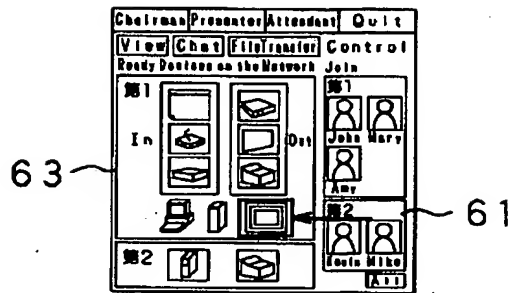 Chairman Presenter Attendant Quit
View Chat FileTransfer Control
Ready Devices on the Network Join
第1 第1
In Out John Mary
Amy
63
第2 61
第2 Kevin Mike
All